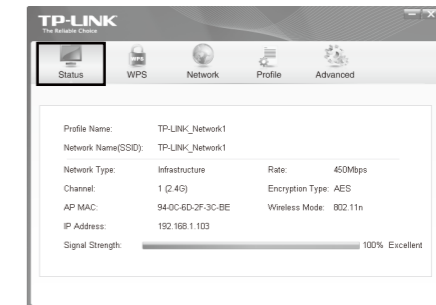 TP-LINK
The Reliable Choice
WPS
Status WPS Network Profile Advanced
Profile Name: TP-LINK_Network1
Network Name(SSID): TP-LINK_Network1
Network Type: Infrastructure Rate: 450Mbps
Channel: 1 (2.4G) Encryption Type: AES
AP MAC: 94-0C-6D-2F-3C-BE Wireless Mode: 802.11n
IP Address: 192.168.1.103
Signal Strength: 100% Excellent